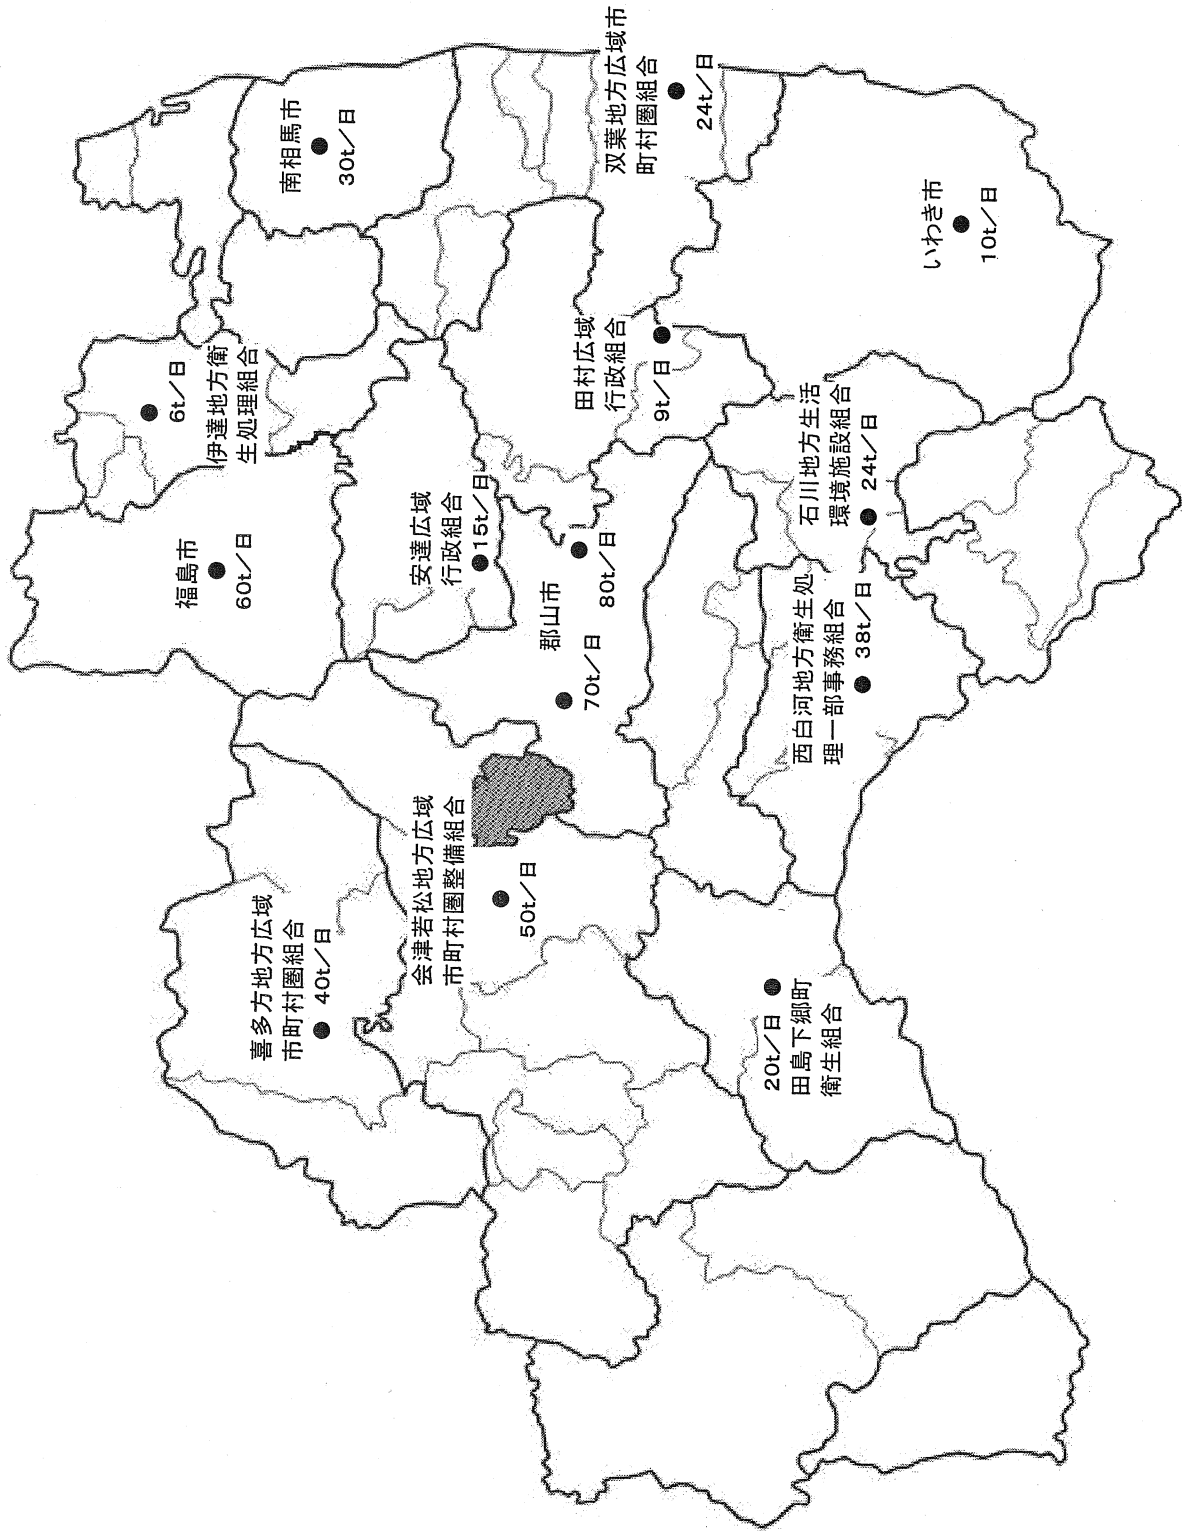 福島市
60t／日
6t／日
伊達地方衛
生処理組合
南相馬市
30t／日
双葉地方広域市
町村圏組合
24t／日
いわき市
10t／日
田村広域
行政組合
9t／日
安達広域
行政組合
15t／日
郡山市
80t／日
70t／日
石川地方生活
環境施設組合
24t／日
西白河地方衛生処
理一部事務組合
38t／日
会津若松地方広域
市町村圏整備組合
50t／日
喜多方地方広域
市町村圏組合
40t／日
20t／日
田島下郷町
衛生組合